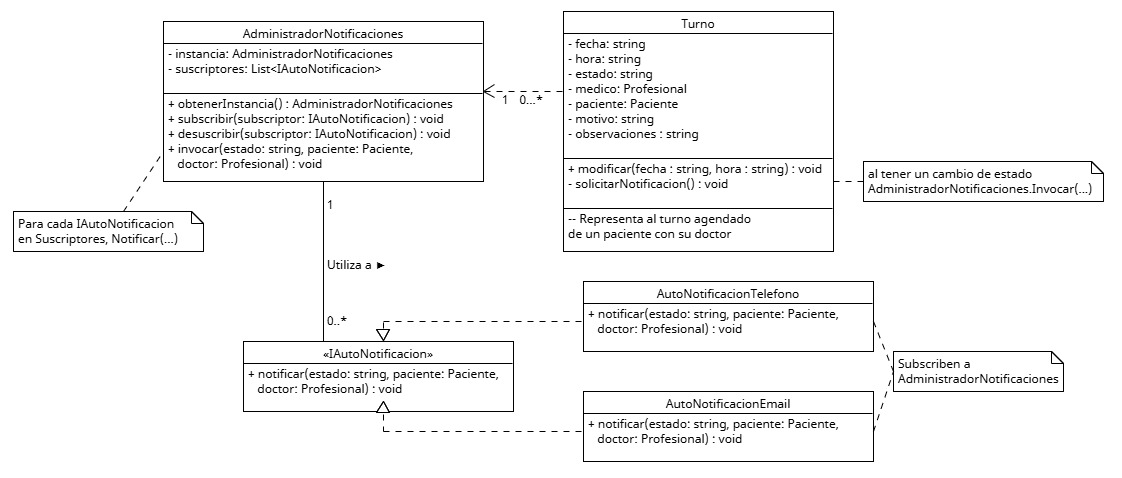 AdministradorNotificaciones
- instancia: AdministradorNotificaciones
- suscriptores: List<IAutoNotificacion>
+ obtenerInstancia() : AdministradorNotificaciones
+ subscribir(suscriptor: IAutoNotificacion) : void
+ desuscribir(subscriptor: IAutoNotificacion) : void
+ invocar(estado: string, paciente: Paciente,
doctor: Profesional) : void
1 0...*
Turno
- fecha: string
- hora: string
- estado: string
- medico: Profesional
- paciente: Paciente
- motivo: string
- observaciones : string
+ modificar(fecha : string, hora : string) : void
- solicitarNotificacion() : void
-- Representa al turno agendado
de un paciente con su doctor
al tener un cambio de estado
AdministradorNotificaciones.Invocar(...)
Para cada IAutoNotificacion
en Suscriptores, Notificar(...)
1
Utiliza a ►
0..*
«IAutoNotificacion»
+ notificar(estado: string, paciente: Paciente,
doctor: Profesional) : void
AutoNotificacionTelefono
+ notificar(estado: string, paciente: Paciente,
doctor: Profesional) : void
Subscriben a
AdministradorNotificaciones
AutoNotificacionEmail
+ notificar(estado: string, paciente: Paciente,
doctor: Profesional) : void